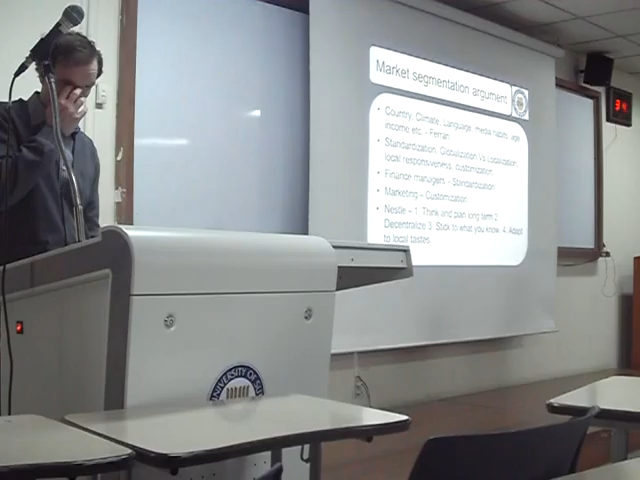 Market segmentation argument
• Country, Climate, Language, media habits, age,
income etc - Ferrari
• Standardization, Globalization Vs Localization,
local responsiveness, customization
• Finance managers - Standardization
• Marketing - Customization
• Nestle – 1. Think and plan long term 2.
Decentralize 3. Stick to what you know. 4. Adapt
to local tastes
UNIVERSITY OF